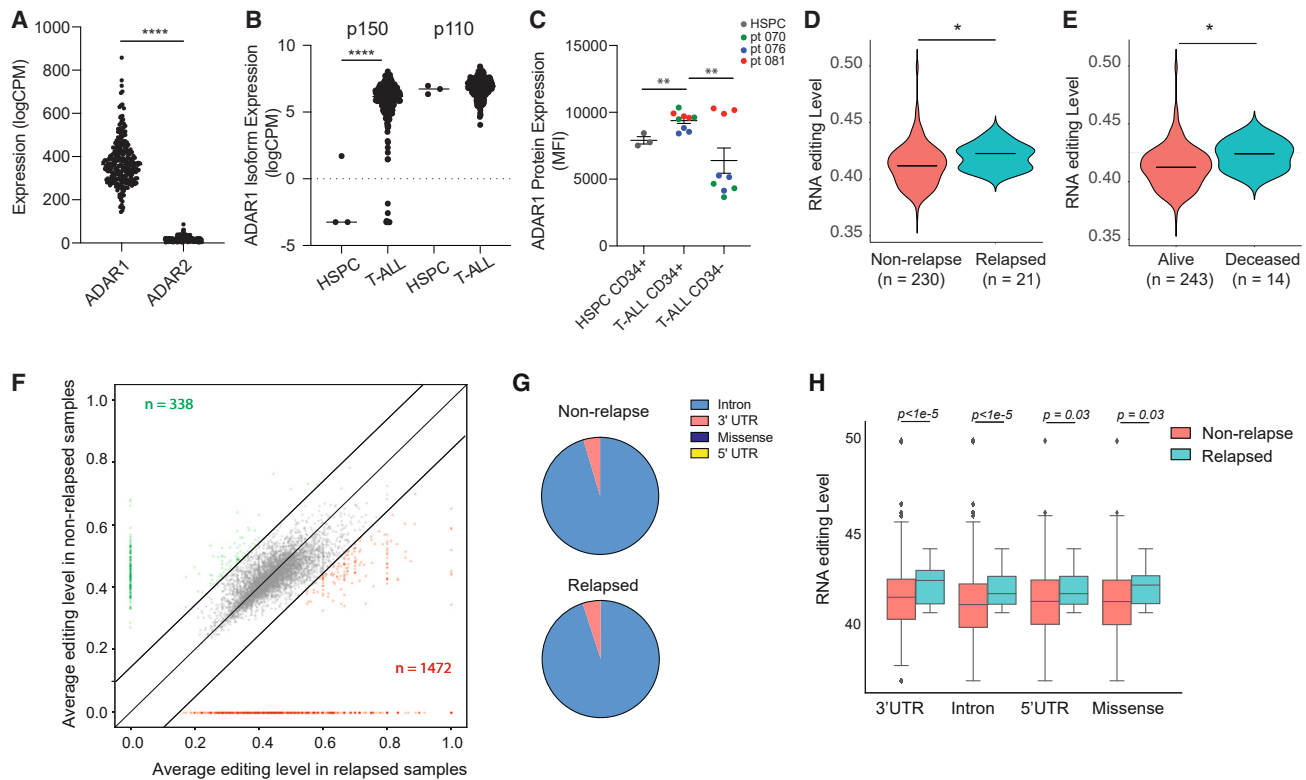 A
Expression (logCPM)
1000
800
600
400
200
0
****
ADAR1
ADAR2
B
ADAR1 Isoform Expression
(logCPM)
p150
p110
10
5
0
-5
****
HSPC
T-ALL
HSPC
T-ALL
C
ADAR1 Protein Expression
(MFI)
15000
10000
5000
0
**
**
HSPC
pt 070
pt 076
pt 081
HSPC CD34+
T-ALL CD34+
T-ALL CD34-
D
RNA editing Level
0.50
0.45
0.40
0.35
*
Non-relapse
(n = 230)
Relapsed
(n = 21)
E
RNA editing Level
0.50
0.45
0.40
0.35
*
Alive
(n = 243)
Deceased
(n = 14)
F
Average editing level in non-relapsed samples
1.0
0.8
0.6
0.4
0.2
0.0
n = 338
n = 1472
0.0
0.2
0.4
0.6
0.8
1.0
Average editing level in relapsed samples
G
Non-relapse
Relapsed
Intron
3' UTR
Missense
5' UTR
H
RNA editing Level
50
45
40
p<1e-5
p<1e-5
p = 0.03
p = 0.03
Non-relapse
Relapsed
3'UTR
Intron
5'UTR
Missense